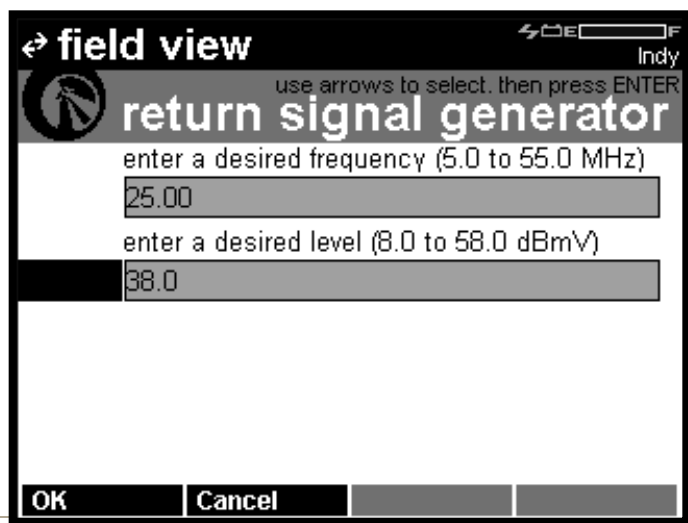 field view
E F
Indy
use arrows to select. then press ENTER
return signal generator
enter a desired frequency (5.0 to 55.0 MHz)
25.00
enter a desired level (8.0 to 58.0 dBmV)
38.0
OK Cancel